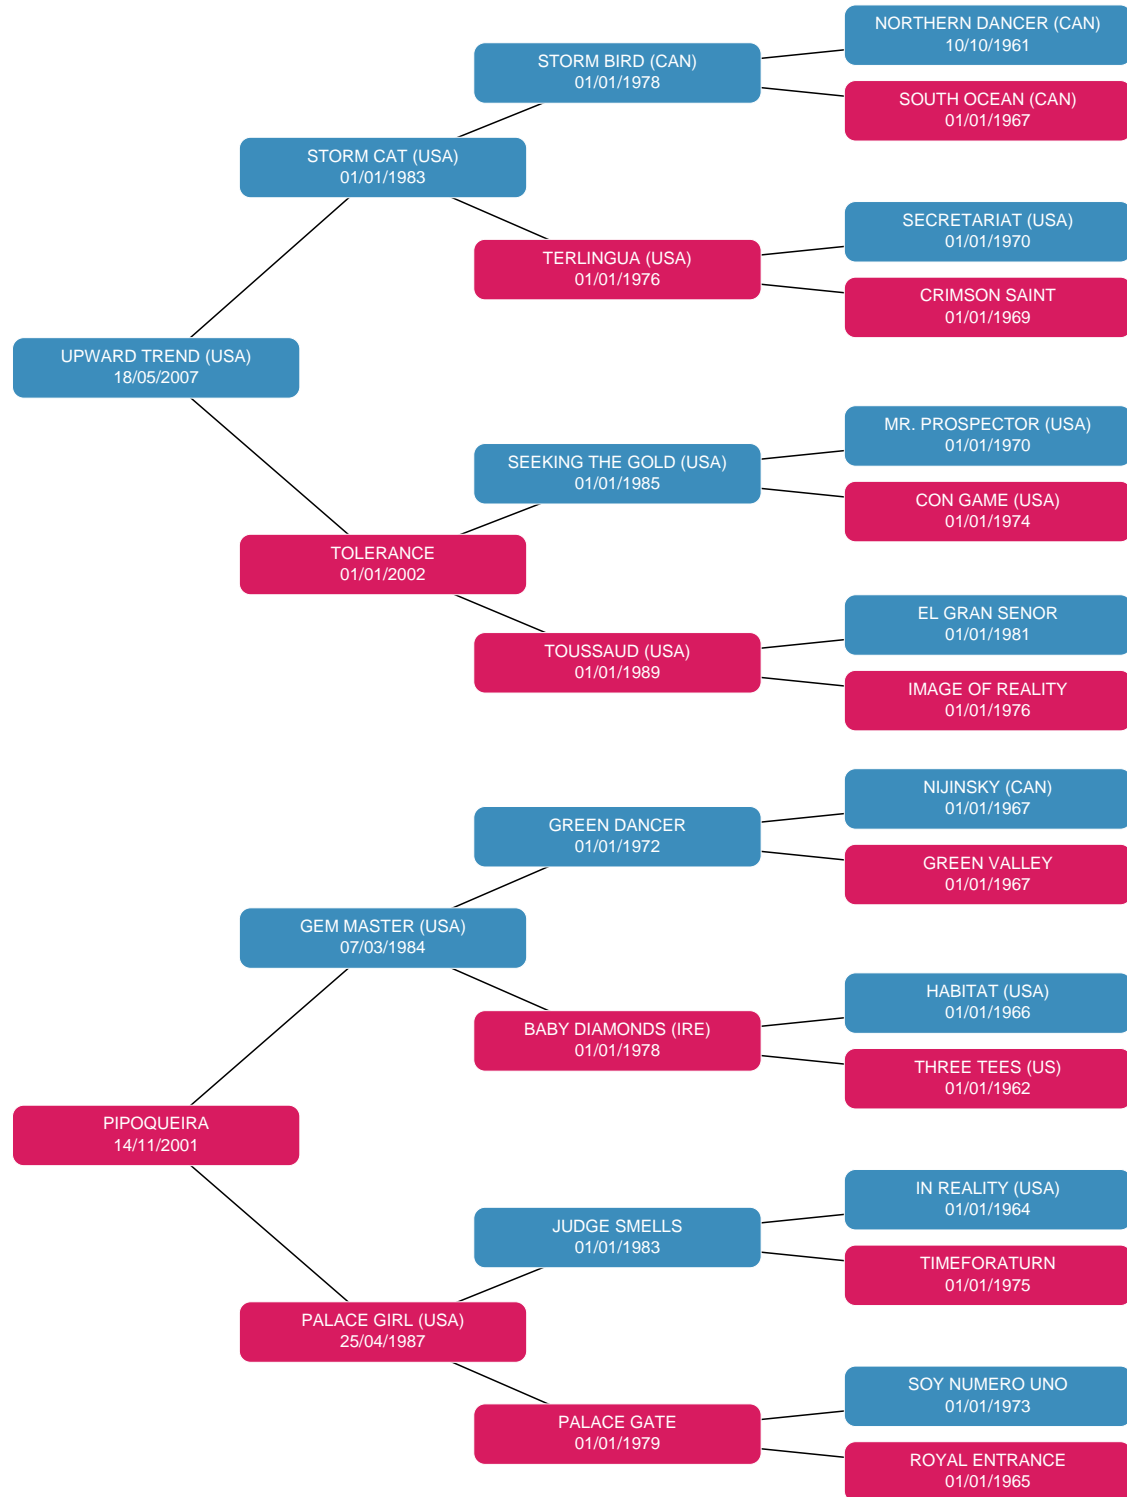 NORTHERN DANCER (CAN)
10/10/1961
STORM BIRD (CAN)
01/01/1978
SOUTH OCEAN (CAN)
01/01/1967
STORM CAT (USA)
01/01/1983
SECRETARIAT (USA)
01/01/1970
TERLINGUA (USA)
01/01/1976
CRIMSON SAINT
01/01/1969
UPWARD TREND (USA)
18/05/2007
MR. PROSPECTOR (USA)
01/01/1970
SEEKING THE GOLD (USA)
01/01/1985
CON GAME (USA)
01/01/1974
TOLERANCE
01/01/2002
EL GRAN SENOR
01/01/1981
TOUSSAUD (USA)
01/01/1989
IMAGE OF REALITY
01/01/1976
NIJINSKY (CAN)
01/01/1967
GREEN DANCER
01/01/1972
GREEN VALLEY
01/01/1967
GEM MASTER (USA)
07/03/1984
HABITAT (USA)
01/01/1966
BABY DIAMONDS (IRE)
01/01/1978
THREE TEES (US)
01/01/1962
PIPOQUEIRA
14/11/2001
IN REALITY (USA)
01/01/1964
JUDGE SMELLS
01/01/1983
TIMEFORATURN
01/01/1975
PALACE GIRL (USA)
25/04/1987
SOY NUMERO UNO
01/01/1973
PALACE GATE
01/01/1979
ROYAL ENTRANCE
01/01/1965